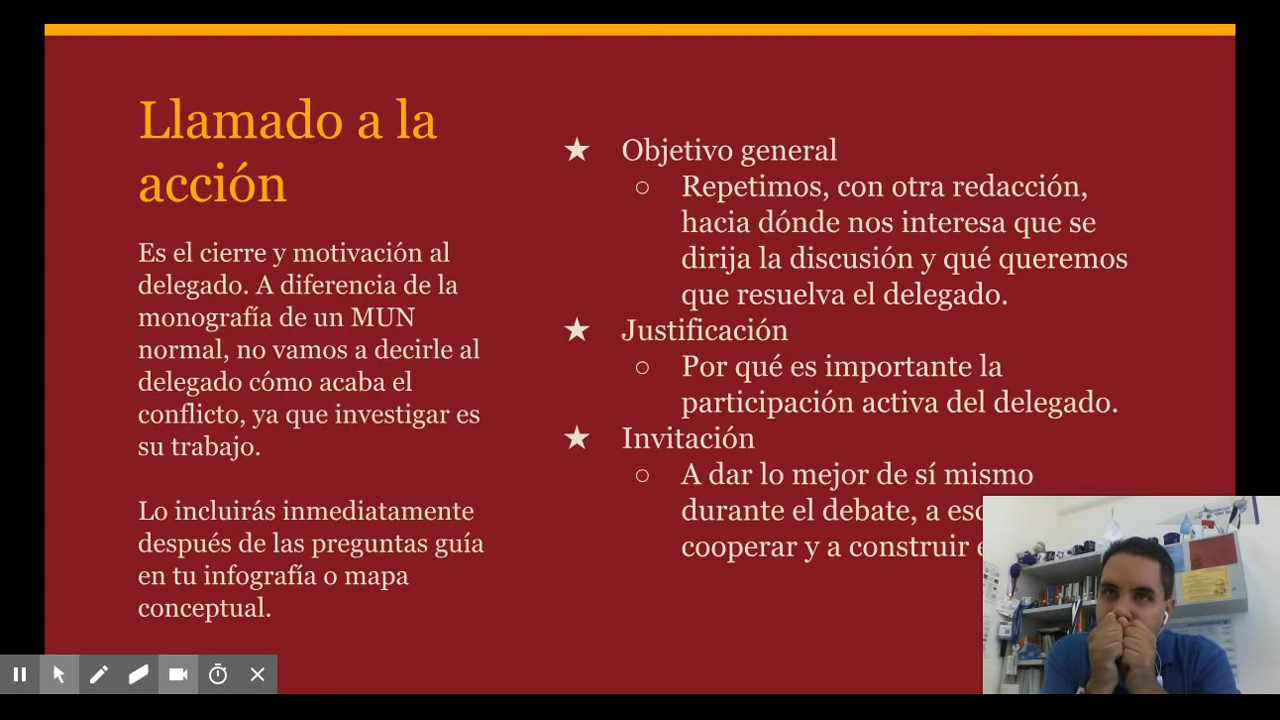 Llamado a la
acción
Es el cierre y motivación al
delegado. A diferencia de la
monografía de un MUN
normal, no vamos a decirle al
delegado cómo acaba el
conflicto, ya que investigar es
su trabajo.
Lo incluirás inmediatamente
después de las preguntas guía
en tu infografía o mapa
conceptual.
★ Objetivo general
○ Repetimos, con otra redacción,
hacia dónde nos interesa que se
dirija la discusión y qué queremos
que resuelva el delegado.
★ Justificación
○ Por qué es importante la
participación activa del delegado.
★ Invitación
○ A dar lo mejor de sí mismo
durante el debate, a
cooperar y a construir